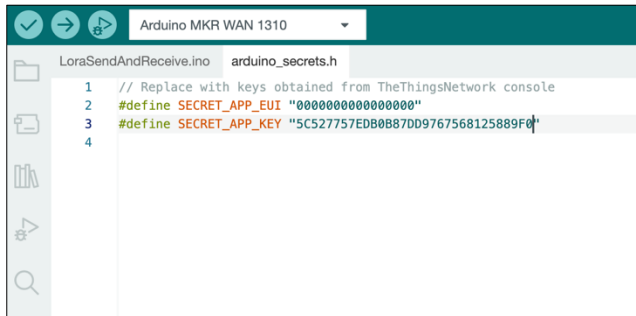 Arduino MKR WAN 1310
LoraSendAndReceive.ino arduino_secrets.h
1 // Replace with keys obtained from TheThingsNetwork console
2 #define SECRET_APP_EUI "0000000000000000"
3 #define SECRET_APP_KEY "5C527757EDB0B87DD9767568125889F0"
4